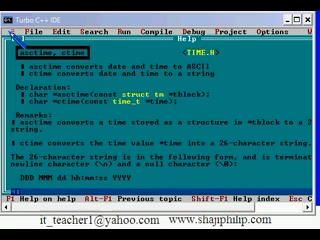 Turbo C++ IDE
File Edit Search Run Compile Debug Project Options
Help
asctime, ctime <TIME.H>
asctime converts date and time to ASCII
ctime converts date and time to a string
Declaration:
char *asctime(const struct tm *tblock);
char *ctime(const time_t *time);
Remarks:
asctime converts a time stored as a structure in *tblock to a 2
string.
ctime converts the time value *time into a 26-character string.
The 26-character string is in the following form, and is terminat
newline character (\n) and a null character (\0):
DDD MMM dd hh:mm:ss YYYY
F1 Help on help Alt-F1 Previous topic Shift-F1 Help index Esc C
it_teacher1@yahoo.com www.shajiphilip.com